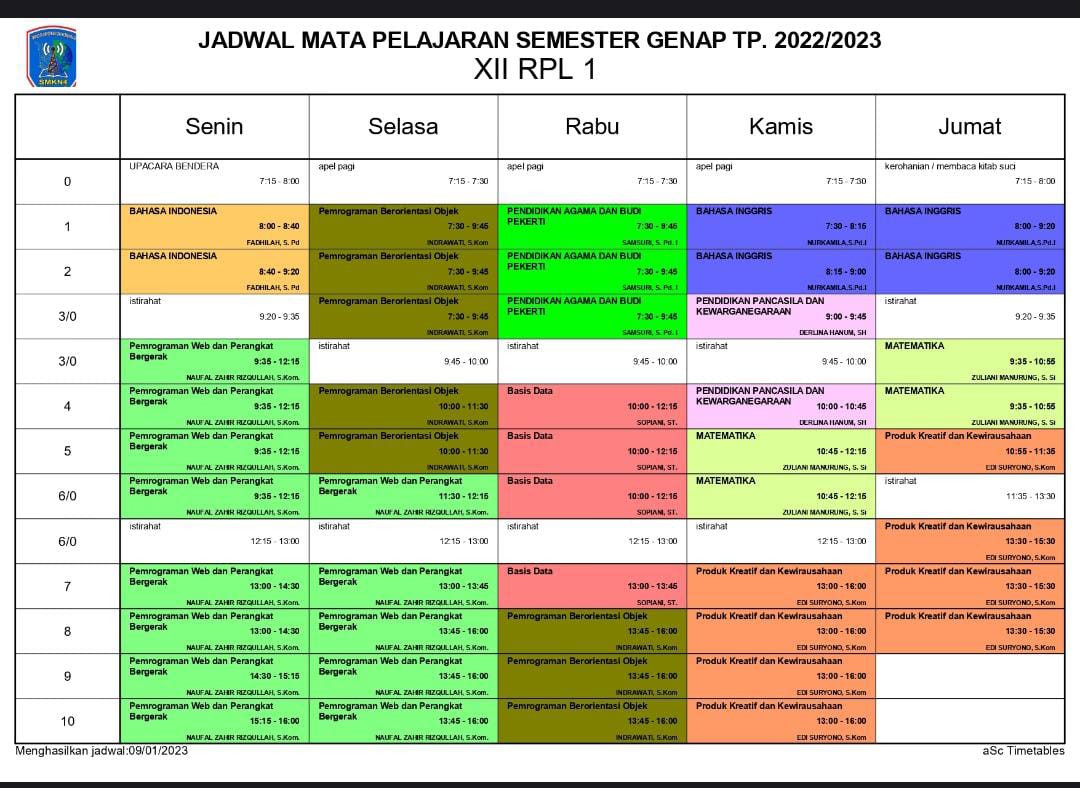 JADWAL MATA PELAJARAN SEMESTER GENAP TP. 2022/2023
XII RPL 1
SMKN4
Senin Selasa Rabu Kamis Jumat
0
UPACARA BENDERA
7:15 - 8:00
apel pagi
7:15 - 7:30
apel pagi
7:15 - 7:30
apel pagi
7:15 - 7:30
kerohanian / membaca kitab suci
7:15 - 8:00
1
BAHASA INDONESIA
8:00 - 8:40
FADHILAH, S. Pd
Pemrograman Berorientasi Objek
7:30 - 9:45
INDRAWATI, S.Kom
PENDIDIKAN AGAMA DAN BUDI
PEKERTI
7:30 - 9:45
SAMSURI, S. Pd. I
BAHASA INGGRIS
7:30 - 8:15
NURKAMILA,S.Pd.I
BAHASA INGGRIS
8:00 - 9:20
NURKAMILA,S.Pd.I
2
BAHASA INDONESIA
8:40 - 9:20
FADHILAH, S. Pd
Pemrograman Berorientasi Objek
7:30 - 9:45
INDRAWATI, S.Kom
PENDIDIKAN AGAMA DAN BUDI
PEKERTI
7:30 - 9:45
SAMSURI, S. Pd. I
BAHASA INGGRIS
8:15 - 9:00
NURKAMILA,S.Pd.I
BAHASA INGGRIS
8:00 - 9:20
NURKAMILA,S.Pd.I
3/0
istirahat
9:20 - 9:35
Pemrograman Berorientasi Objek
7:30 - 9:45
INDRAWATI, S.Kom
PENDIDIKAN AGAMA DAN BUDI
PEKERTI
7:30 - 9:45
SAMSURI, S. Pd. I
PENDIDIKAN PANCASILA DAN
KEWARGANEGARAAN
9:00 - 9:45
DERLINA HANUM, SH
istirahat
9:20 - 9:35
3/0
Pemrograman Web dan Perangkat
Bergerak
9:35 - 12:15
NAUFAL ZAHIR RIZQULLAH, S.Kom.
istirahat
9:45 - 10:00
istirahat
9:45 - 10:00
istirahat
9:45 - 10:00
MATEMATIKA
9:35 - 10:55
ZULIANI MANURUNG, S. Si
4
Pemrograman Web dan Perangkat
Bergerak
9:35 - 12:15
NAUFAL ZAHIR RIZQULLAH, S.Kom.
Pemrograman Berorientasi Objek
10:00 - 11:30
INDRAWATI, S.Kom
Basis Data
10:00 - 12:15
SOPIANI, ST.
PENDIDIKAN PANCASILA DAN
KEWARGANEGARAAN
10:00 - 10:45
DERLINA HANUM, SH
MATEMATIKA
9:35 - 10:55
ZULIANI MANURUNG, S. Si
5
Pemrograman Web dan Perangkat
Bergerak
9:35 - 12:15
NAUFAL ZAHIR RIZQULLAH, S.Kom.
Pemrograman Berorientasi Objek
10:00 - 11:30
INDRAWATI, S.Kom
Basis Data
10:00 - 12:15
SOPIANI, ST.
MATEMATIKA
10:45 - 12:15
ZULIANI MANURUNG, S. Si
Produk Kreatif dan Kewirausahaan
10:55 - 11:35
EDI SURYONO, S.Kom
6/0
Pemrograman Web dan Perangkat
Bergerak
9:35 - 12:15
NAUFAL ZAHIR RIZQULLAH, S.Kom.
Pemrograman Web dan Perangkat
Bergerak
11:30 - 12:15
NAUFAL ZAHIR RIZQULLAH, S.Kom.
Basis Data
10:00 - 12:15
SOPIANI, ST.
MATEMATIKA
10:45 - 12:15
ZULIANI MANURUNG, S. Si
istirahat
11:35 - 13:30
6/0
istirahat
12:15 - 13:00
istirahat
12:15 - 13:00
istirahat
12:15 - 13:00
istirahat
12:15 - 13:00
Produk Kreatif dan Kewirausahaan
13:30 - 15:30
EDI SURYONO, S.Kom
7
Pemrograman Web dan Perangkat
Bergerak
13:00 - 14:30
NAUFAL ZAHIR RIZQULLAH, S.Kom.
Pemrograman Web dan Perangkat
Bergerak
13:00 - 13:45
NAUFAL ZAHIR RIZQULLAH, S.Kom.
Basis Data
13:00 - 13:45
SOPIANI, ST.
Produk Kreatif dan Kewirausahaan
13:00 - 16:00
EDI SURYONO, S.Kom
Produk Kreatif dan Kewirausahaan
13:30 - 15:30
EDI SURYONO, S.Kom
8
Pemrograman Web dan Perangkat
Bergerak
13:00 - 14:30
NAUFAL ZAHIR RIZQULLAH, S.Kom.
Pemrograman Web dan Perangkat
Bergerak
13:45 - 16:00
NAUFAL ZAHIR RIZQULLAH, S.Kom.
Pemrograman Berorientasi Objek
13:45 - 16:00
INDRAWATI, S.Kom
Produk Kreatif dan Kewirausahaan
13:00 - 16:00
EDI SURYONO, S.Kom
Produk Kreatif dan Kewirausahaan
13:30 - 15:30
EDI SURYONO, S.Kom
9
Pemrograman Web dan Perangkat
Bergerak
14:30 - 15:15
NAUFAL ZAHIR RIZQULLAH, S.Kom.
Pemrograman Web dan Perangkat
Bergerak
13:45 - 16:00
NAUFAL ZAHIR RIZQULLAH, S.Kom.
Pemrograman Berorientasi Objek
13:45 - 16:00
INDRAWATI, S.Kom
Produk Kreatif dan Kewirausahaan
13:00 - 16:00
EDI SURYONO, S.Kom
10
Pemrograman Web dan Perangkat
Bergerak
15:15 - 16:00
NAUFAL ZAHIR RIZQULLAH, S.Kom.
Pemrograman Web dan Perangkat
Bergerak
13:45 - 16:00
NAUFAL ZAHIR RIZQULLAH, S.Kom.
Pemrograman Berorientasi Objek
13:45 - 16:00
INDRAWATI, S.Kom
Produk Kreatif dan Kewirausahaan
13:00 - 16:00
EDI SURYONO, S.Kom
Menghasilkan jadwal:09/01/2023
aSc Timetables